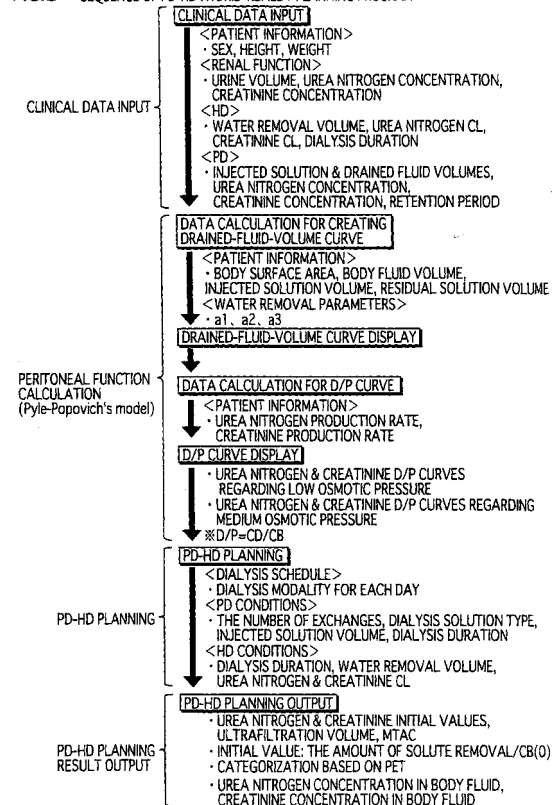 CLINICAL DATA INPUT
<PATIENT INFORMATION>
・SEX, HEIGHT, WEIGHT
<RENAL FUNCTION>
・URINE VOLUME, UREA NITROGEN CONCENTRATION,
CREATININE CONCENTRATION
CLINICAL DATA INPUT
<HD>
・WATER REMOVAL VOLUME, UREA NITROGEN CL,
CREATININE CL, DIALYSIS DURATION
<PD>
・INJECTED SOLUTION & DRAINED FLUID VOLUMES,
UREA NITROGEN CONCENTRATION,
CREATININE CONCENTRATION, RETENTION PERIOD
DATA CALCULATION FOR CREATING
DRAINED-FLUID-VOLUME CURVE
<PATIENT INFORMATION>
・BODY SURFACE AREA, BODY FLUID VOLUME,
INJECTED SOLUTION VOLUME, RESIDUAL SOLUTION VOLUME
<WATER REMOVAL PARAMETERS>
・a1、a2、a3
DRAINED-FLUID-VOLUME CURVE DISPLAY
PERITONEAL FUNCTION
CALCULATION
(Pyle-Popovich's model)
DATA CALCULATION FOR D/P CURVE
<PATIENT INFORMATION>
・UREA NITROGEN PRODUCTION RATE,
CREATININE PRODUCTION RATE
D/P CURVE DISPLAY
・UREA NITROGEN & CREATININE D/P CURVES
REGARDING LOW OSMOTIC PRESSURE
・UREA NITROGEN & CREATININE D/P CURVES REGARDING
MEDIUM OSMOTIC PRESSURE
※D/P=CD/CB
PD-HD PLANNING
<DIALYSIS SCHEDULE>
・DIALYSIS MODALITY FOR EACH DAY
<PD CONDITIONS>
PD-HD PLANNING
・THE NUMBER OF EXCHANGES, DIALYSIS SOLUTION TYPE,
INJECTED SOLUTION VOLUME, DIALYSIS DURATION
<HD CONDITIONS>
・DIALYSIS DURATION, WATER REMOVAL VOLUME,
UREA NITROGEN & CREATININE CL
PD-HD PLANNING OUTPUT
・UREA NITROGEN & CREATININE INITIAL VALUES,
ULTRAFILTRATION VOLUME, MTAC
PD-HD PLANNING
RESULT OUTPUT
・INITIAL VALUE: THE AMOUNT OF SOLUTE REMOVAL/CB(0)
・CATEGORIZATION BASED ON PET
・UREA NITROGEN CONCENTRATION IN BODY FLUID,
CREATININE CONCENTRATION IN BODY FLUID